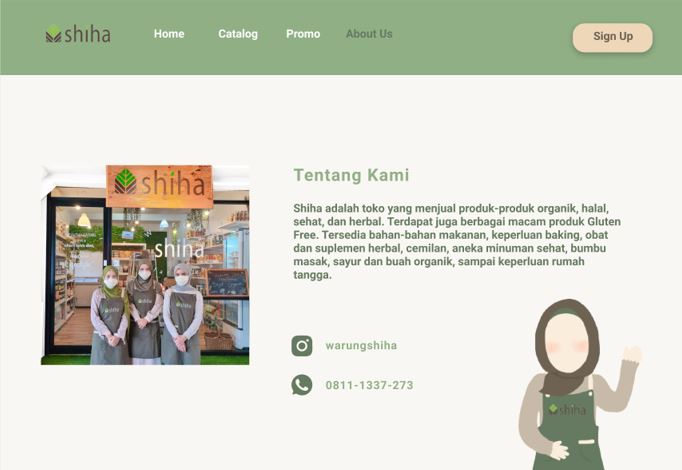 shiha
Home
Catalog
Promo
About Us
Sign Up
shiha
shiha
shiha
Tentang Kami
Shiha adalah toko yang menjual produk-produk organik, halal,
sehat, dan herbal. Terdapat juga berbagai macam produk Gluten
Free. Tersedia bahan-bahan makanan, keperluan baking, obat
dan suplemen herbal, cemilan, aneka minuman sehat, bumbu
masak, sayur dan buah organik, sampai keperluan rumah
tangga.
warungshiha
0811-1337-273
shiha